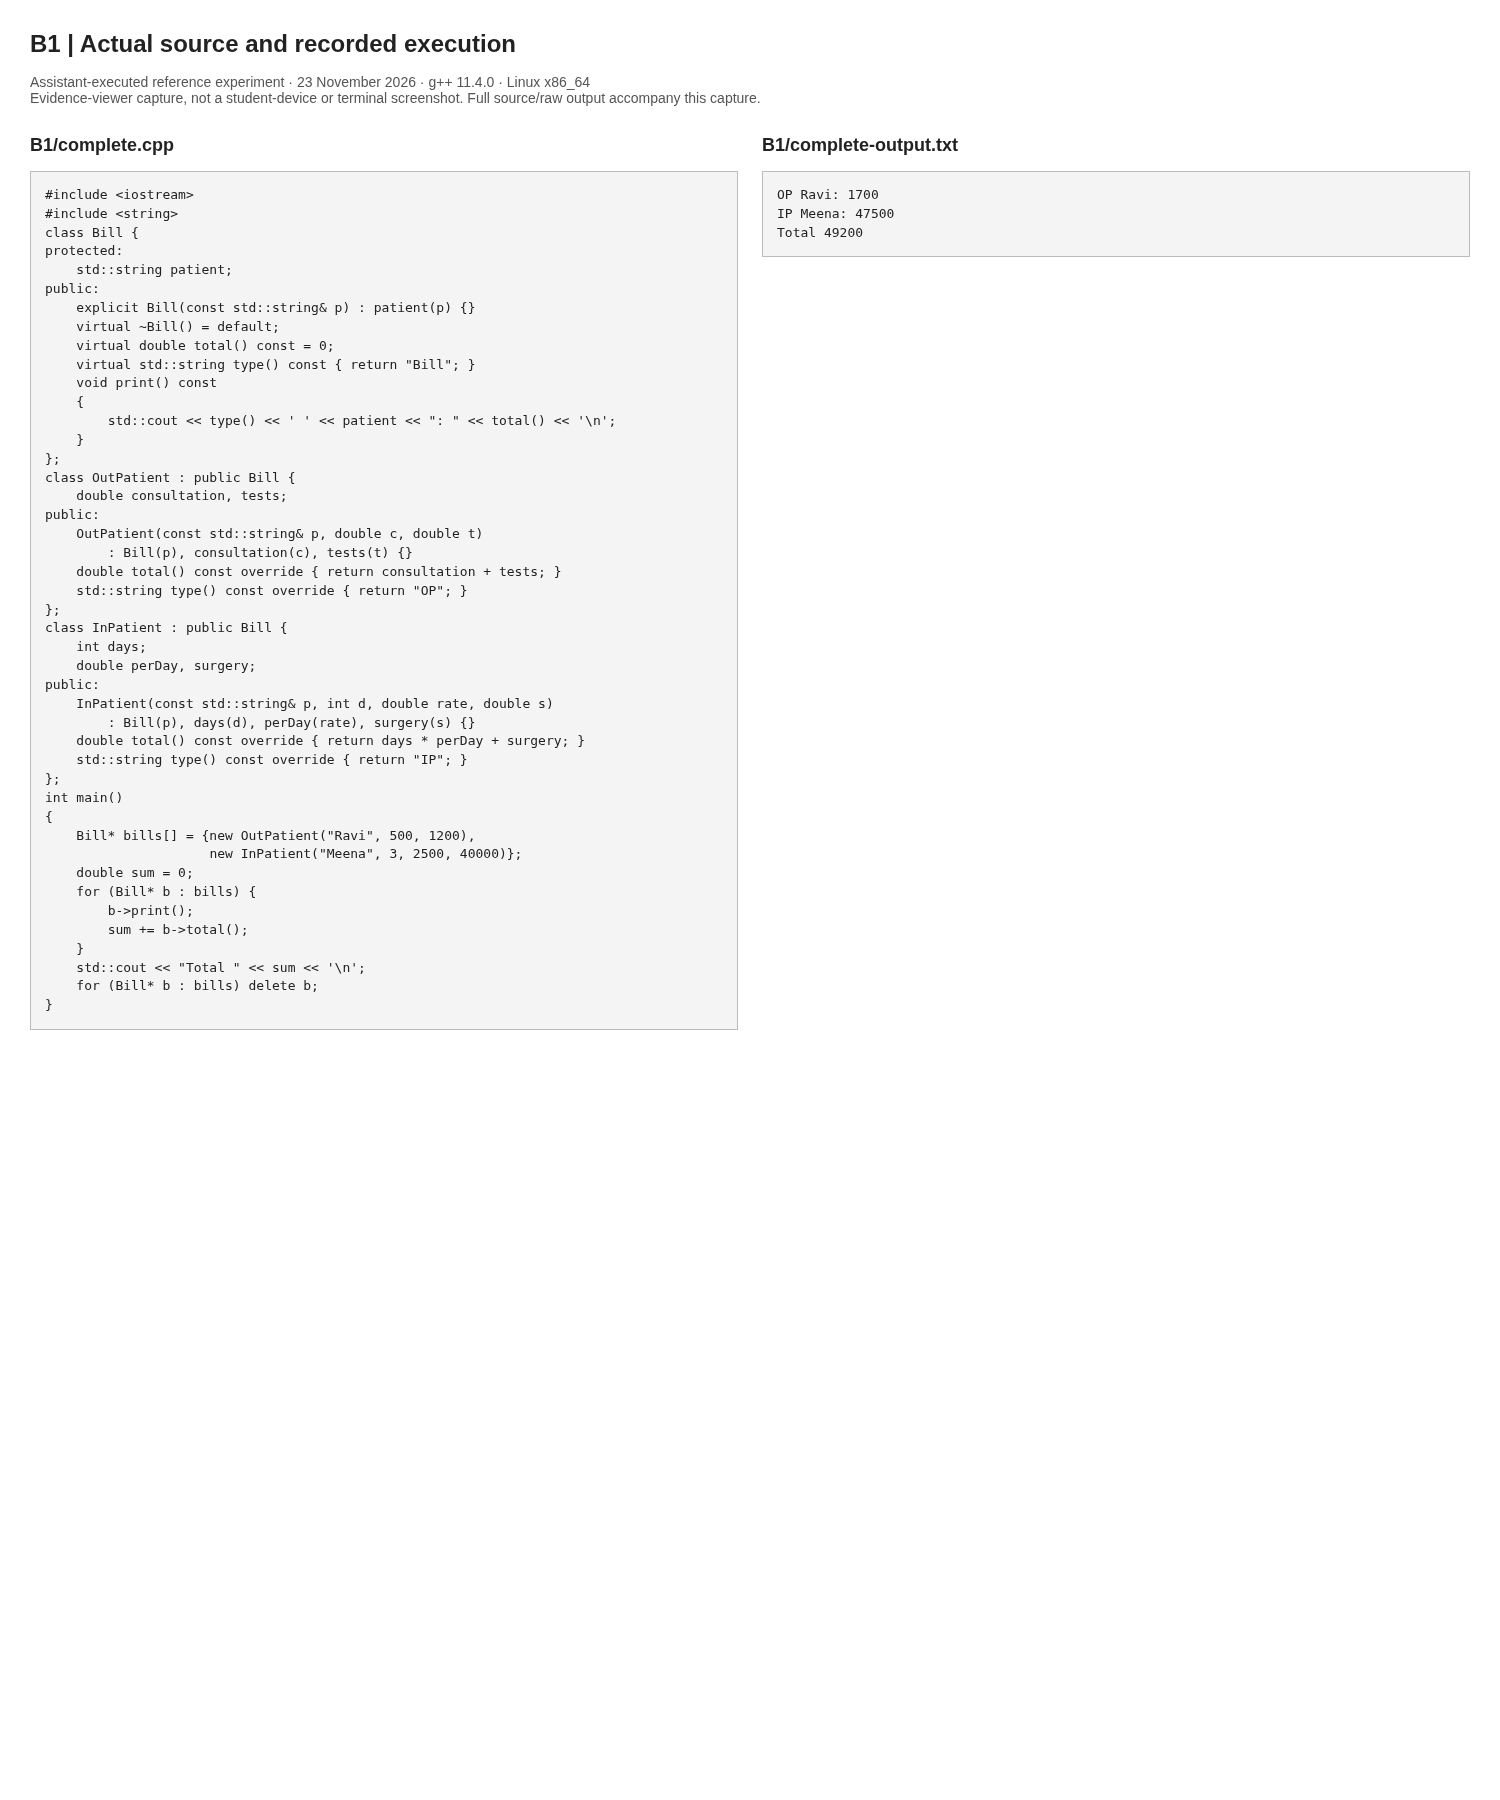 B1 | Actual source and recorded execution
Assistant-executed reference experiment · 23 November 2026 · g++ 11.4.0 · Linux x86_64
Evidence-viewer capture, not a student-device or terminal screenshot. Full source/raw output accompany this capture.
B1/complete.cpp
#include <iostream>
#include <string>
class Bill {
protected:
    std::string patient;
public:
    explicit Bill(const std::string& p) : patient(p) {}
    virtual ~Bill() = default;
    virtual double total() const = 0;
    virtual std::string type() const { return "Bill"; }
    void print() const
    {
        std::cout << type() << ' ' << patient << ": " << total() << '\n';
    }
};
class OutPatient : public Bill {
    double consultation, tests;
public:
    OutPatient(const std::string& p, double c, double t)
        : Bill(p), consultation(c), tests(t) {}
    double total() const override { return consultation + tests; }
    std::string type() const override { return "OP"; }
};
class InPatient : public Bill {
    int days;
    double perDay, surgery;
public:
    InPatient(const std::string& p, int d, double rate, double s)
        : Bill(p), days(d), perDay(rate), surgery(s) {}
    double total() const override { return days * perDay + surgery; }
    std::string type() const override { return "IP"; }
};
int main()
{
    Bill* bills[] = {new OutPatient("Ravi", 500, 1200),
                     new InPatient("Meena", 3, 2500, 40000)};
    double sum = 0;
    for (Bill* b : bills) {
        b->print();
        sum += b->total();
    }
    std::cout << "Total " << sum << '\n';
    for (Bill* b : bills) delete b;
}
B1/complete-output.txt
OP Ravi: 1700
IP Meena: 47500
Total 49200